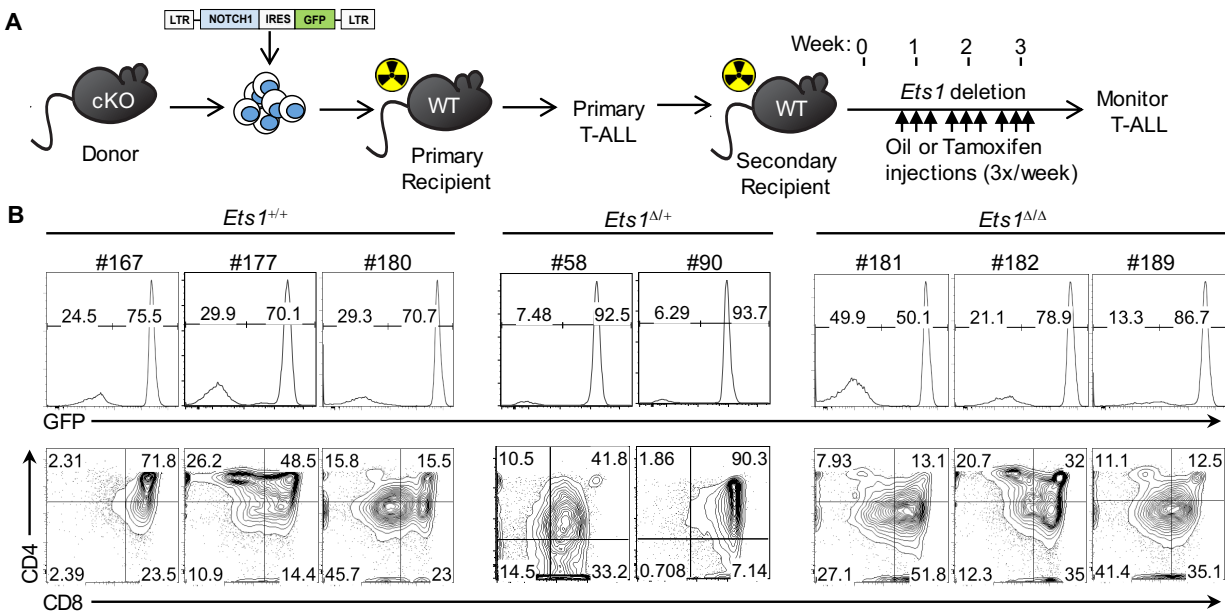 A
LTR NOTCH1 IRES GFP LTR
Week: 0 1 2 3
cKO
WT
WT
Ets1 deletion
Donor
Primary
Recipient
Primary
T-ALL
Secondary
Recipient
Oil or Tamoxifen
injections (3x/week)
Monitor
T-ALL
B
Ets1+/+ Ets1Δ/+ Ets1Δ/Δ
#167 #177 #180 #58 #90 #181 #182 #189
24.5 75.5 29.9 70.1 29.3 70.7 7.48 92.5 6.29 93.7 49.9 50.1 21.1 78.9 13.3 86.7
GFP
2.31 71.8 26.2 48.5 15.8 15.5 10.5 41.8 1.86 90.3 7.93 13.1 20.7 32 11.1 12.5
CD4
2.39 23.5 10.9 14.4 45.7 23 14.5 33.2 0.708 7.14 27.1 51.8 12.3 35 41.4 35.1
CD8